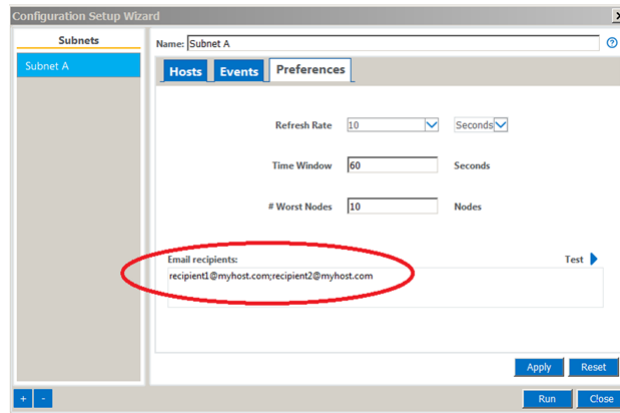 Configuration Setup Wizard
Subnets
Subnet A
Name: Subnet A
Hosts Events Preferences
Refresh Rate 10 Seconds
Time Window 60 Seconds
# Worst Nodes 10 Nodes
Email recipients: Test
recipient1@myhost.com;recipient2@myhost.com
Apply Reset
+ - Run Close